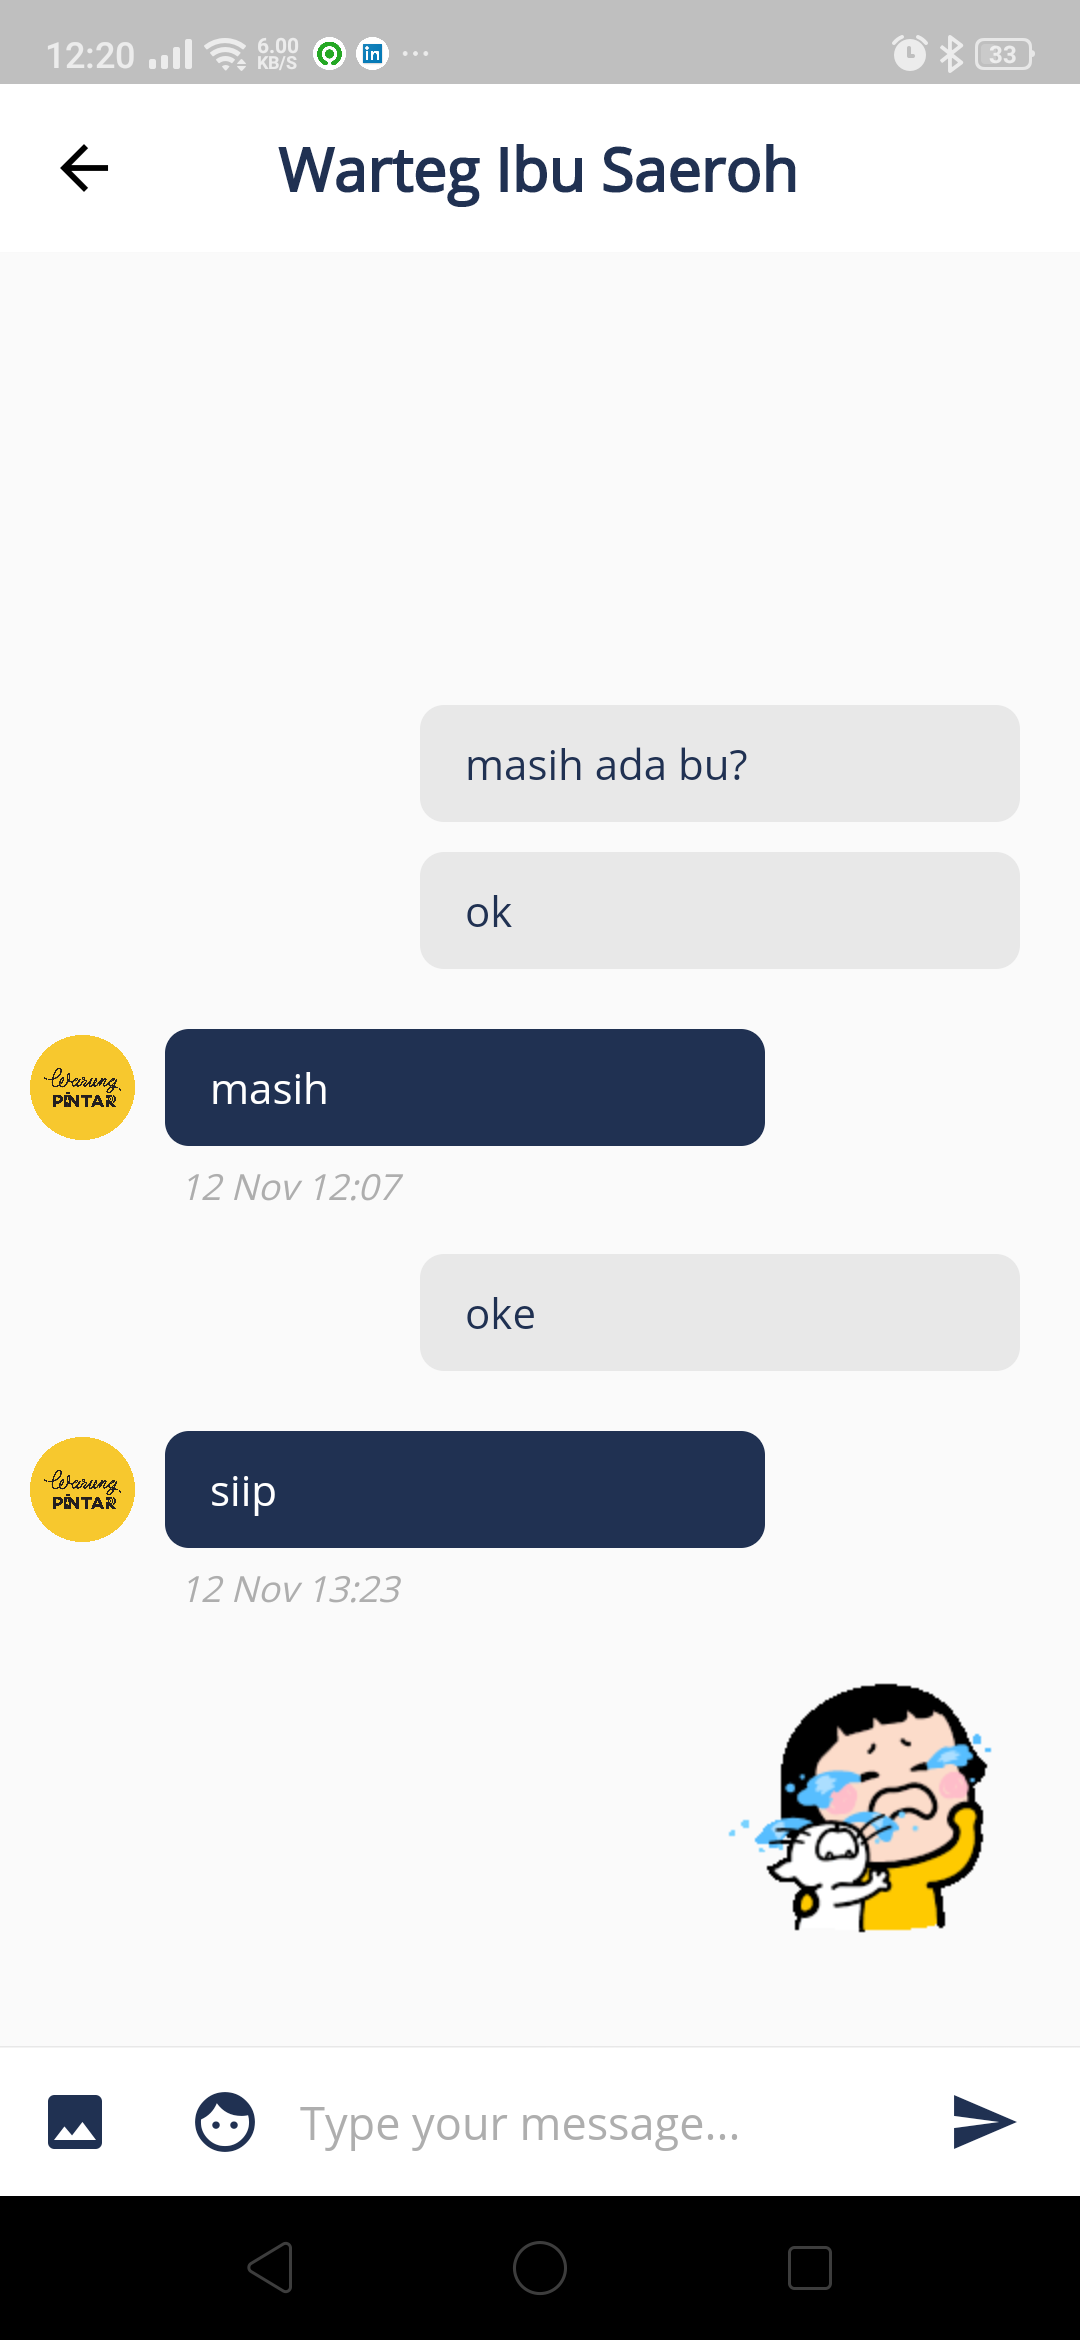 12:20 6.00 KB/S in 33
Warteg Ibu Saeroh
masih ada bu?
ok
Warung
PINTAR
masih
12 Nov 12:07
oke
Warung
PINTAR
siip
12 Nov 13:23
Type your message...